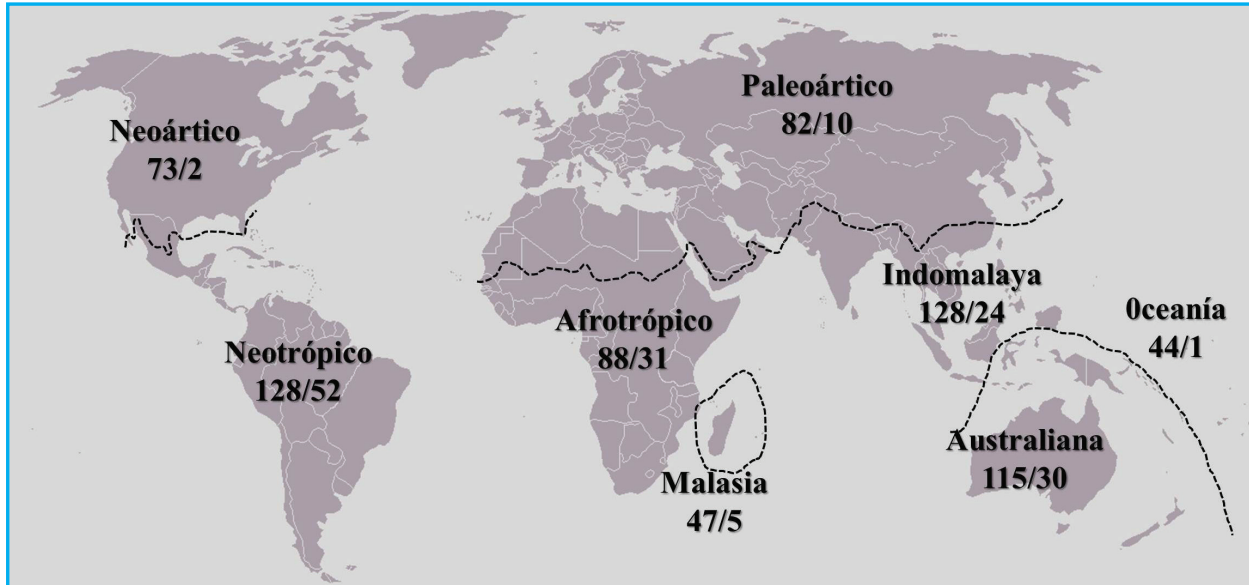 Neoártico
73/2
Paleoártico
82/10
Neotrópico
128/52
Afrotrópico
88/31
Malasia
47/5
Indomalaya
128/24
Australiana
115/30
0ceanía
44/1